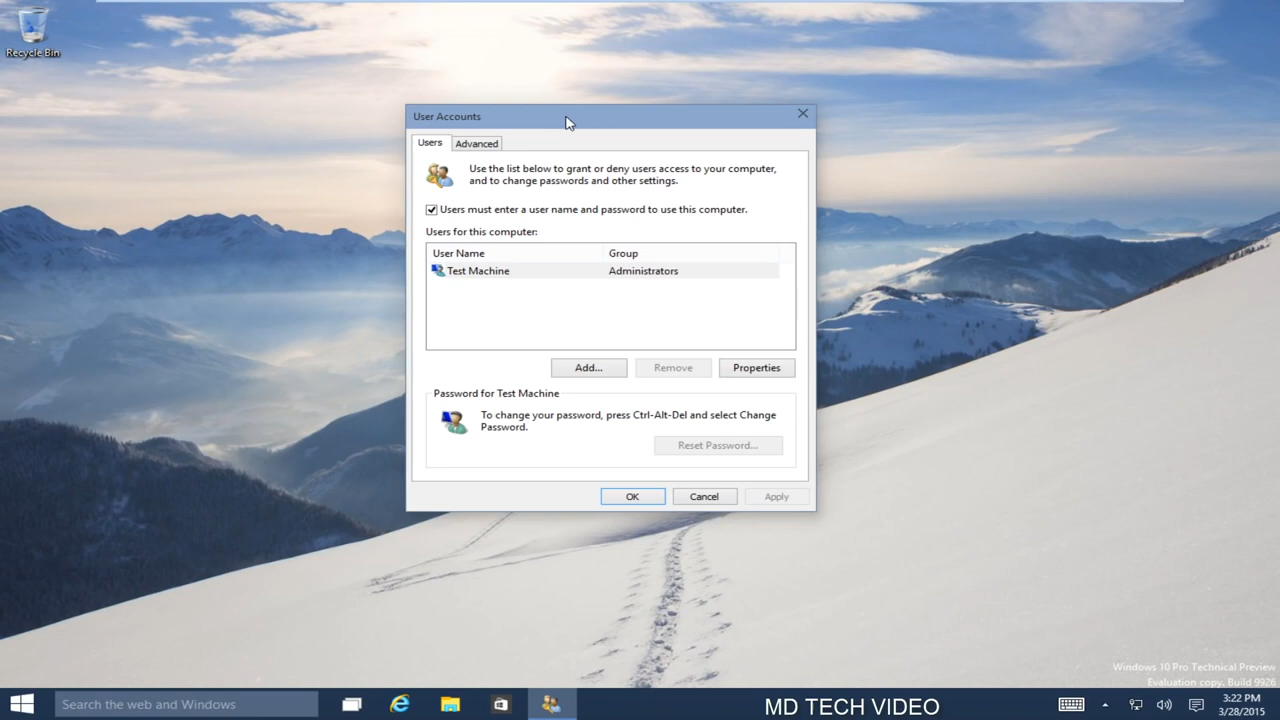 Recycle Bin
User Accounts
Users
Advanced
Use the list below to grant or deny users access to your computer,
and to change passwords and other settings.
Users must enter a user name and password to use this computer.
Users for this computer:
User Name Group
Test Machine Administrators
Add... Remove Properties
Password for Test Machine
To change your password, press Ctrl-Alt-Del and select Change
Password.
Reset Password...
OK Cancel Apply
Windows 10 Pro Technical Preview
Evaluation copy. Build 9926
Search the web and Windows
MD TECH VIDEO
3:22 PM
3/28/2015